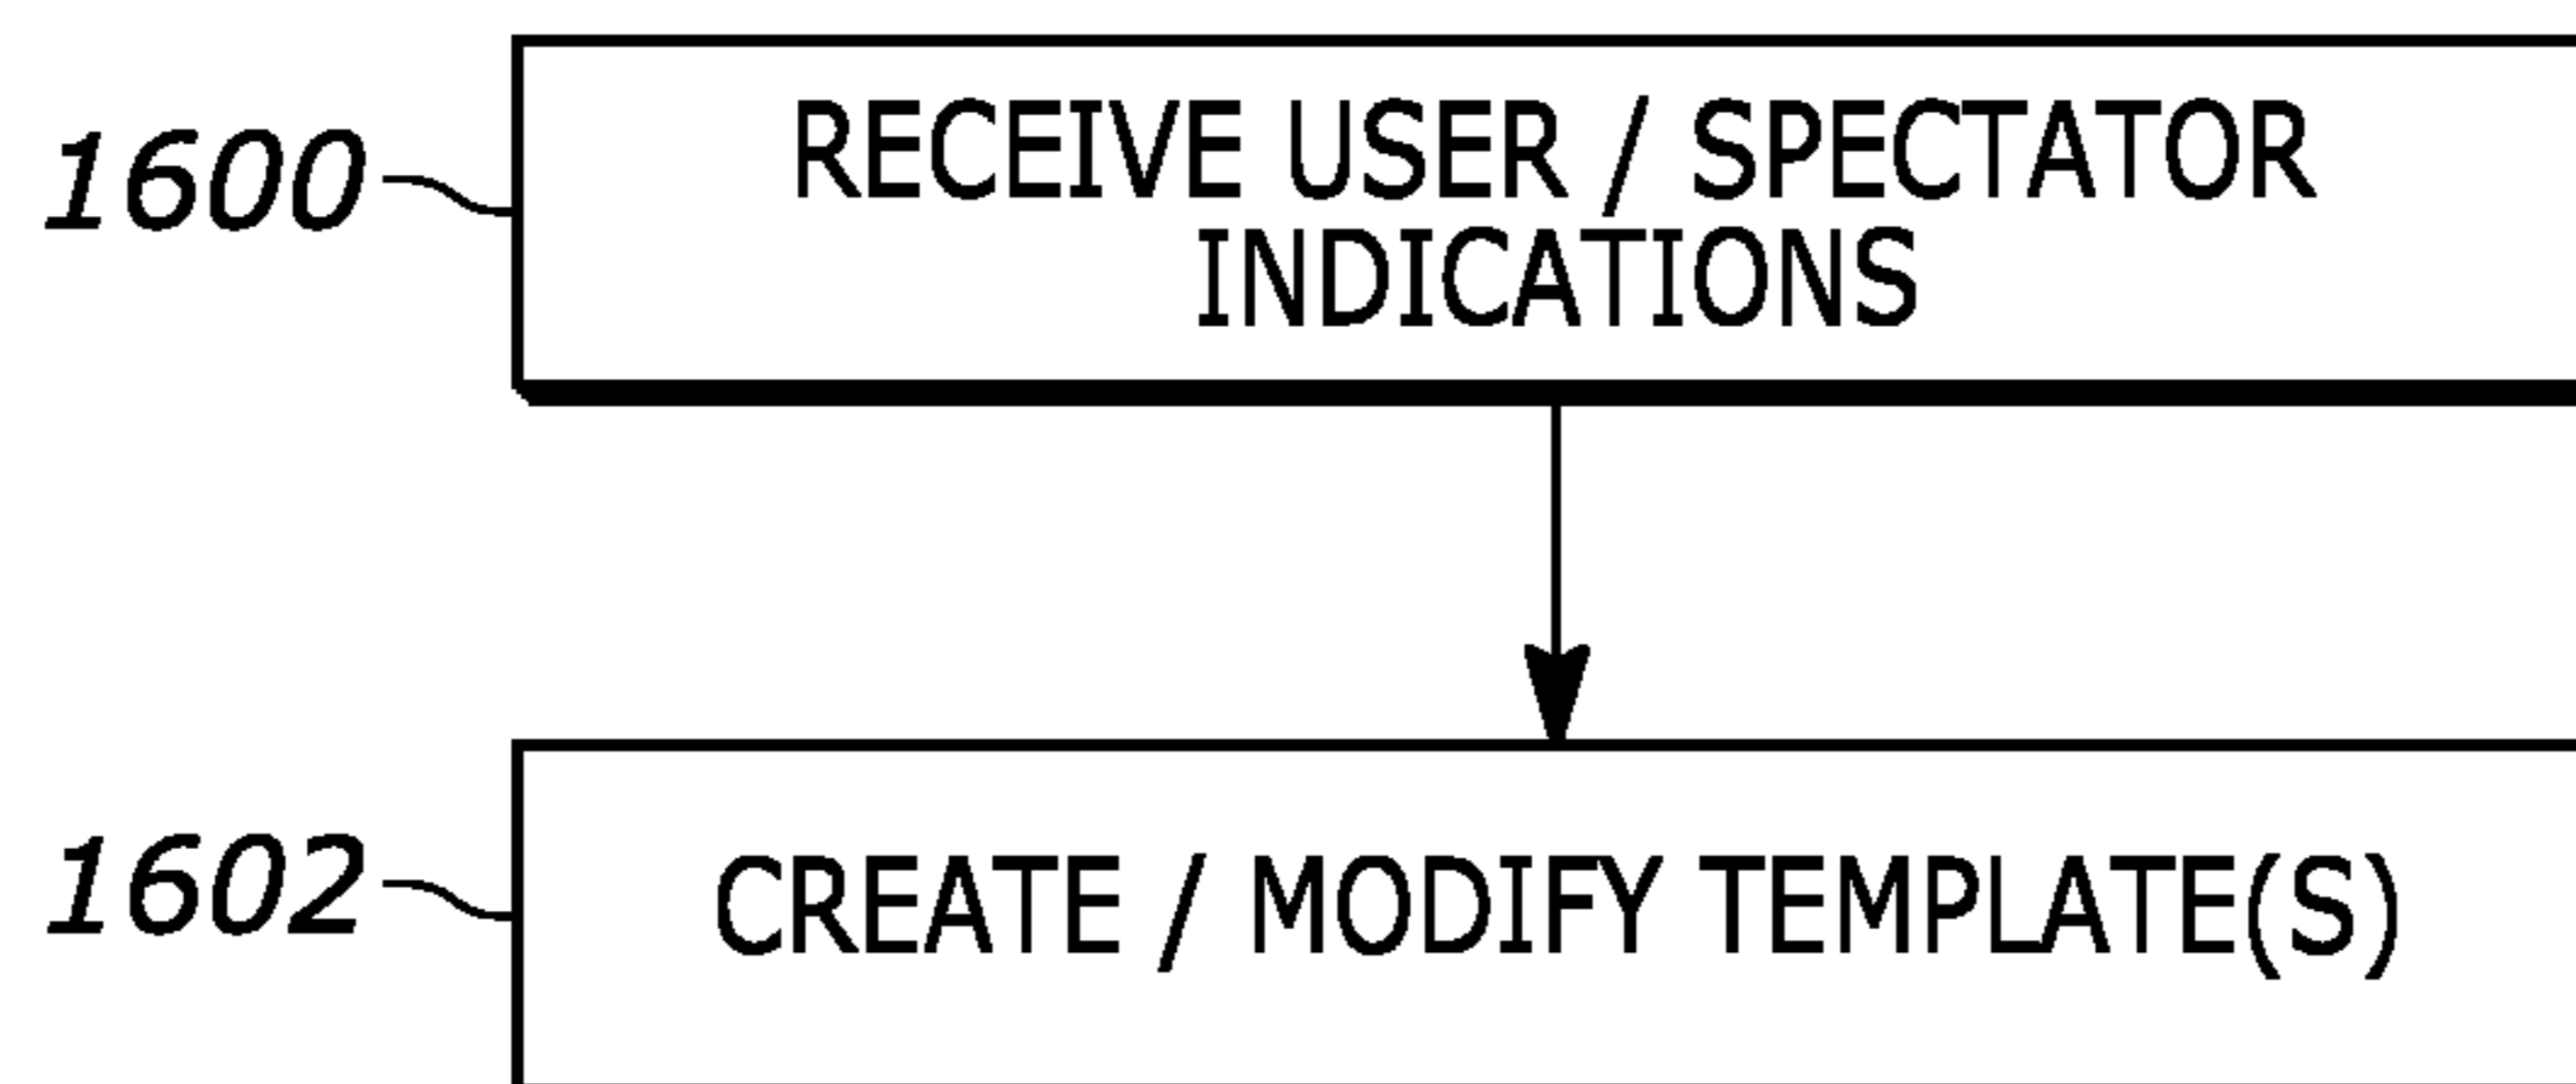 1600
RECEIVE USER / SPECTATOR
INDICATIONS
1602
CREATE / MODIFY TEMPLATE(S)